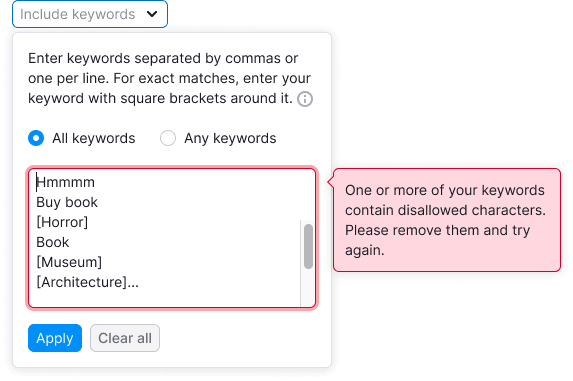 Include keywords
Enter keywords separated by commas or
one per line. For exact matches, enter your
keyword with square brackets around it.
All keywords
Any keywords
Hmmmm
Buy book
[Horror]
Book
[Museum]
[Architecture]...
One or more of your keywords
contain disallowed characters.
Please remove them and try
again.
Apply
Clear all